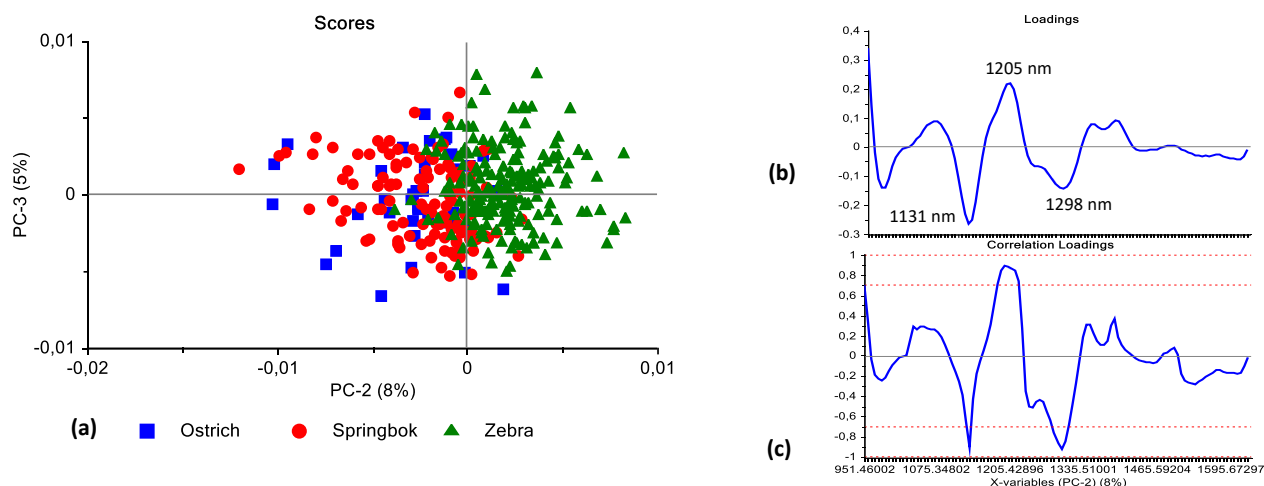 Scores
0,01
0
-0,01
PC-3 (5%)
-0,02
-0,01
0
0,01
PC-2 (8%)
(a)
Ostrich
Springbok
Zebra
Loadings
0,4
0,3
0,2
0,1
0
-0,1
-0,2
-0,3
1205 nm
1131 nm
1298 nm
(b)
Correlation Loadings
1
0,8
0,6
0,4
0,2
0
-0,2
-0,4
-0,6
-0,8
-1
(c)
951.46002 1075.34802 1205.42896 1335.51001 1465.59204 1595.67297
X-variables (PC-2) (8%)